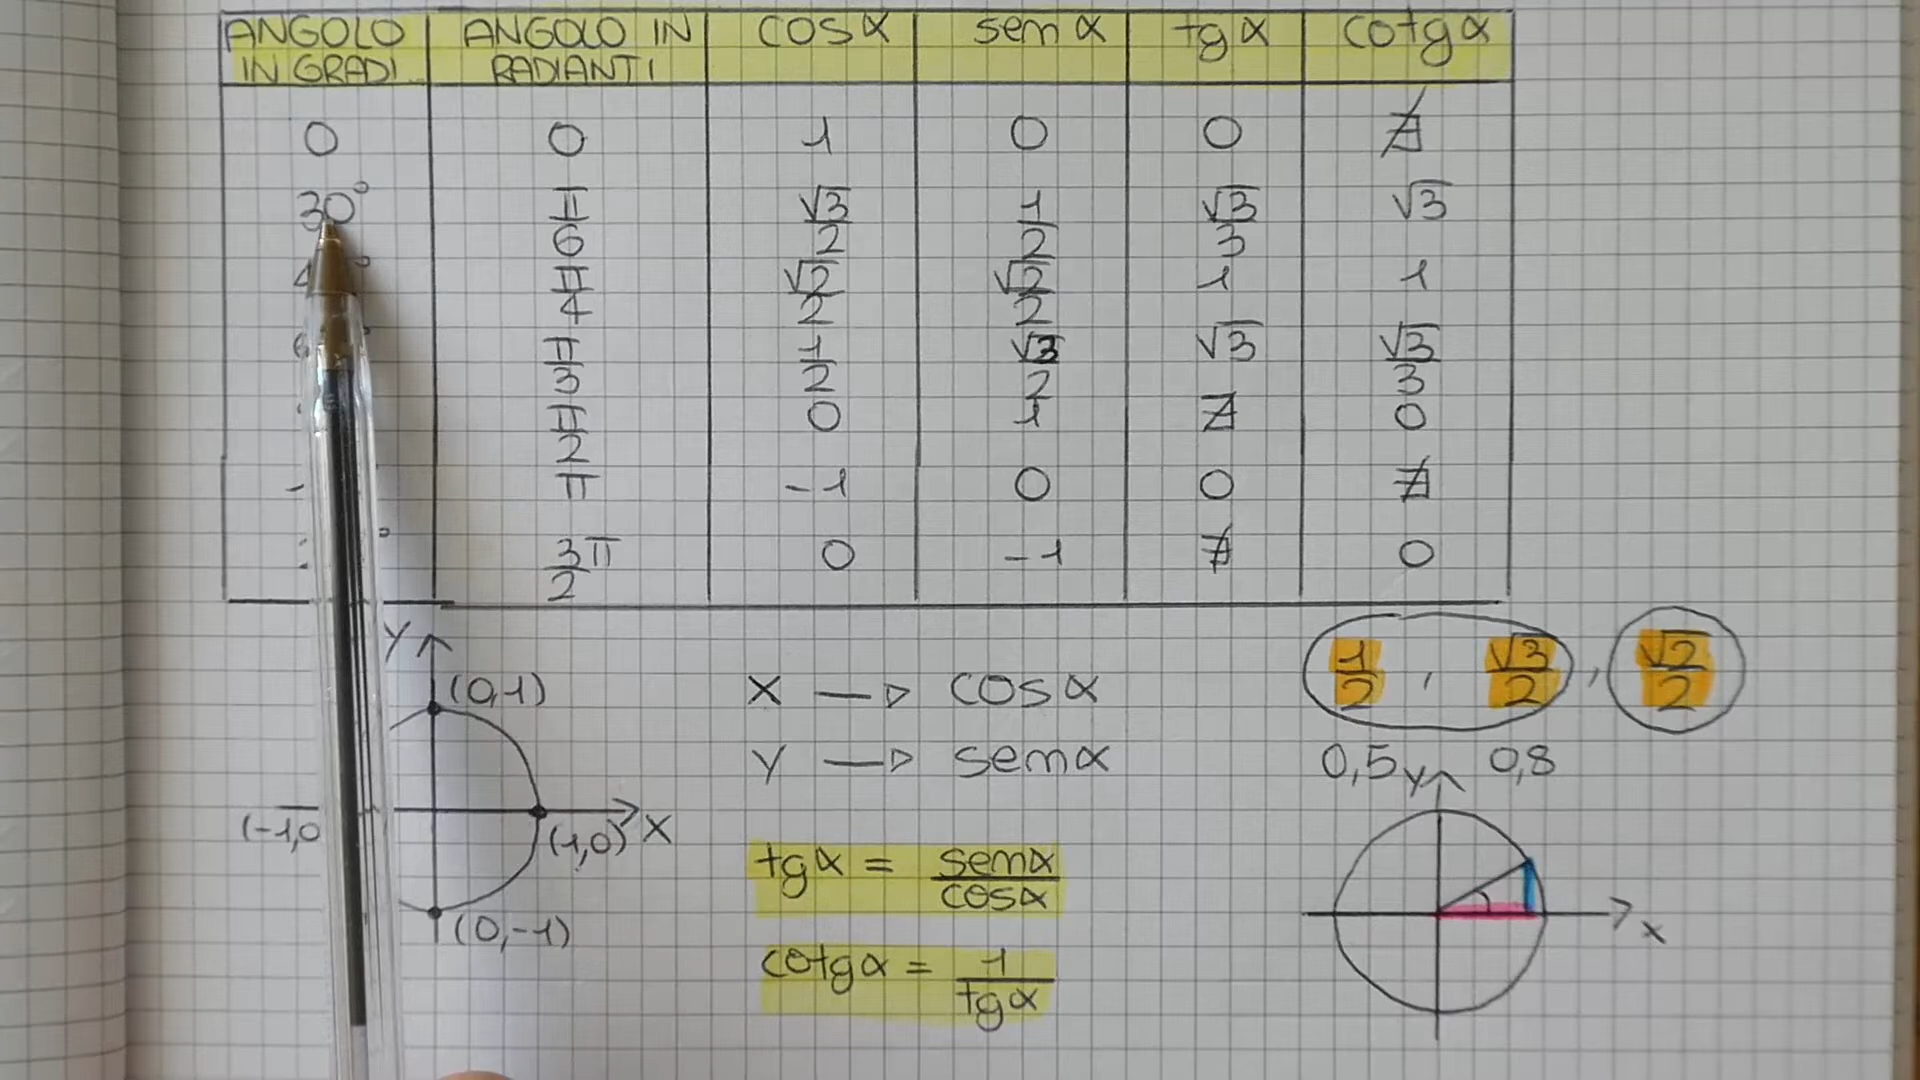 ANGOLO IN GRADI | ANGOLO IN RADIANTI | cos α | sen α | tg α | cotg α
0 | 0 | 1 | 0 | 0 | ∄
30° | π/6 | √3/2 | 1/2 | √3/3 | √3
π/4 | √2/2 | √2/2 | 1 | 1
π/3 | 1/2 | √3/2 | √3 | √3/3
π/2 | 0 | 1 | ∄ | 0
π | -1 | 0 | 0 | ∄
3/2 π | 0 | -1 | ∄ | 0
Y
(0,1)
(-1,0
(1,0)
X
(0,-1)
X → cos α
Y → sen α
tg α = sen α / cos α
cotg α = 1 / tg α
1/2 , √3/2 , √2/2
0,5 0,8
Y
X